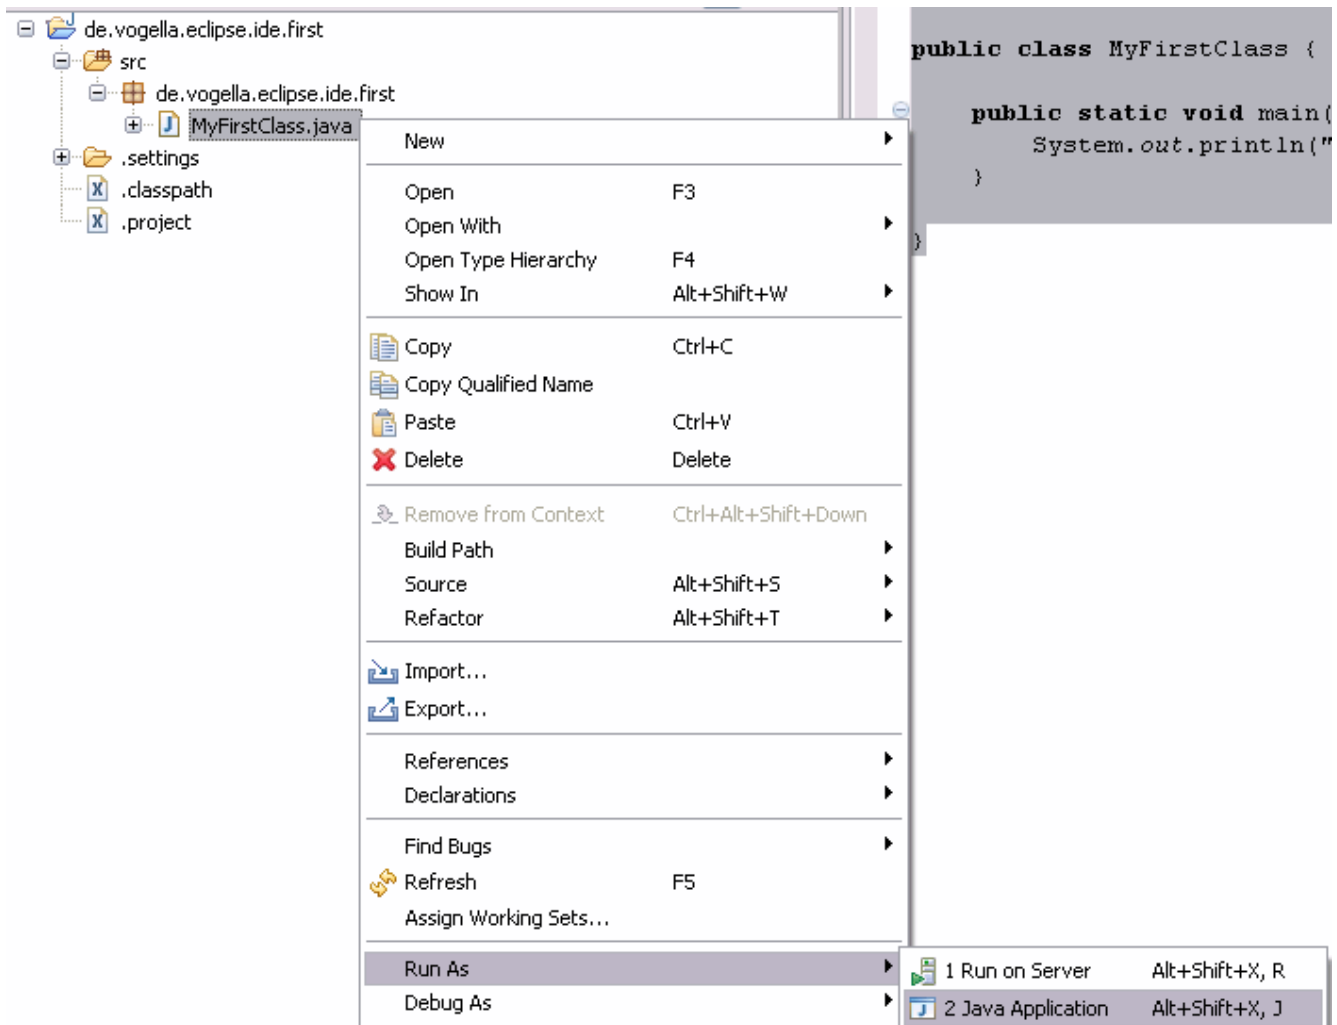 de.vogella.eclipse.ide.first
src
de.vogella.eclipse.ide.first
MyFirstClass.java
.settings
.classpath
.project
public class MyFirstClass {
public static void main(
System.out.println("
}
}
New
Open F3
Open With
Open Type Hierarchy F4
Show In Alt+Shift+W
Copy Ctrl+C
Copy Qualified Name
Paste Ctrl+V
Delete Delete
Remove from Context Ctrl+Alt+Shift+Down
Build Path
Source Alt+Shift+S
Refactor Alt+Shift+T
Import...
Export...
References
Declarations
Find Bugs
Refresh F5
Assign Working Sets...
Run As
Debug As
1 Run on Server Alt+Shift+X, R
2 Java Application Alt+Shift+X, J